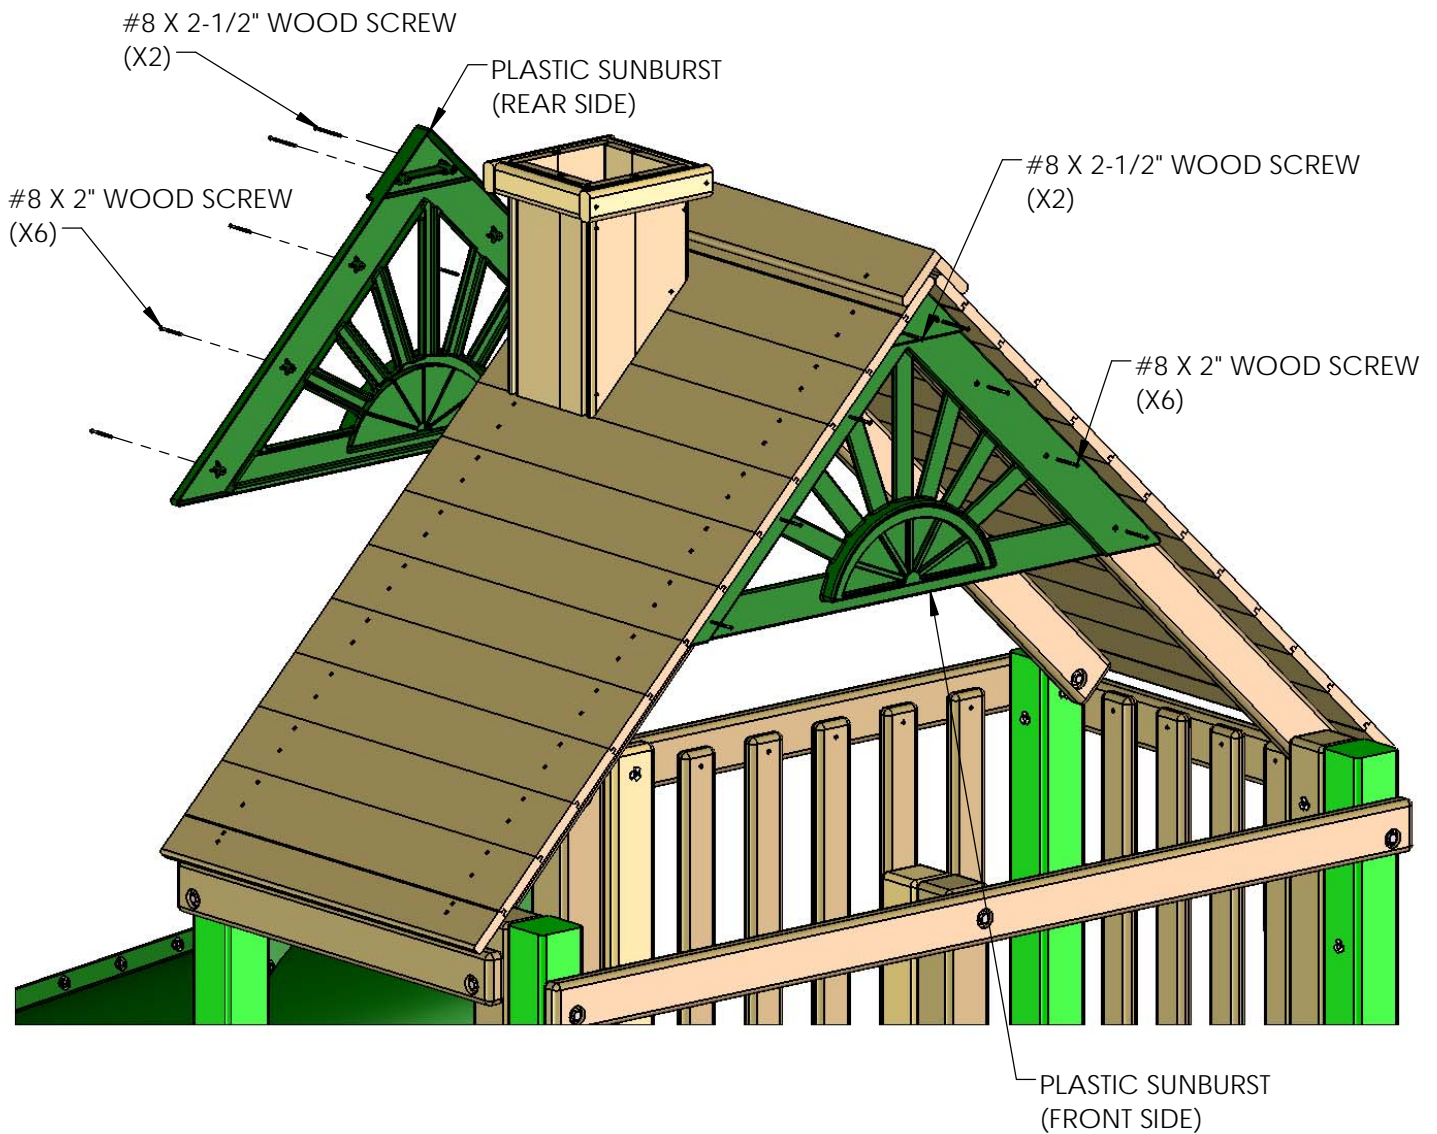 #8 X 2-1/2" WOOD SCREW
(X2)
PLASTIC SUNBURST
(REAR SIDE)
#8 X 2-1/2" WOOD SCREW
(X2)
#8 X 2" WOOD SCREW
(X6)
#8 X 2" WOOD SCREW
(X6)
PLASTIC SUNBURST
(FRONT SIDE)